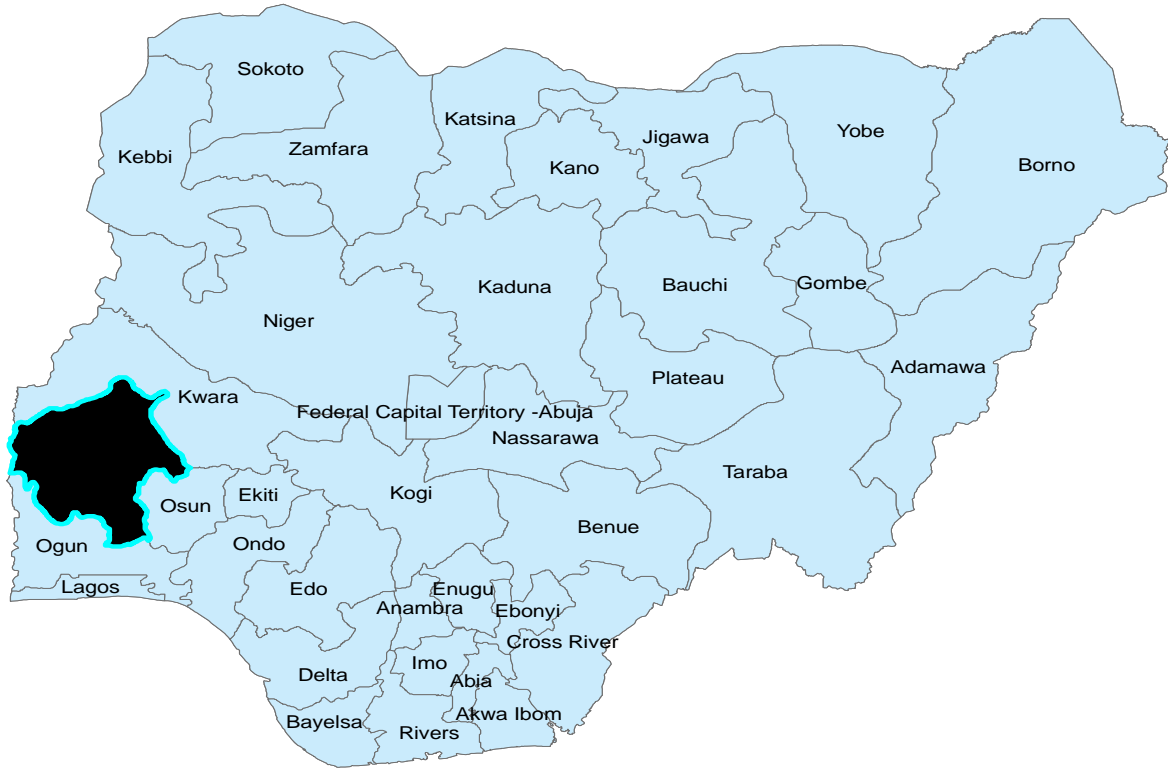 Sokoto
Katsina
Yobe
Jigawa
Kebbi
Zamfara
Kano
Borno
Kaduna
Bauchi
Gombe
Niger
Adamawa
Plateau
Kwara
Federal Capital Territory -Abuja
Nassarawa
Taraba
Kogi
Ekiti
Osun
Benue
Ogun
Ondo
Lagos
Edo
Enugu
Anambra
Ebonyi
Cross River
Imo
Delta
Abia
Akwa Ibom
Bayelsa
Rivers